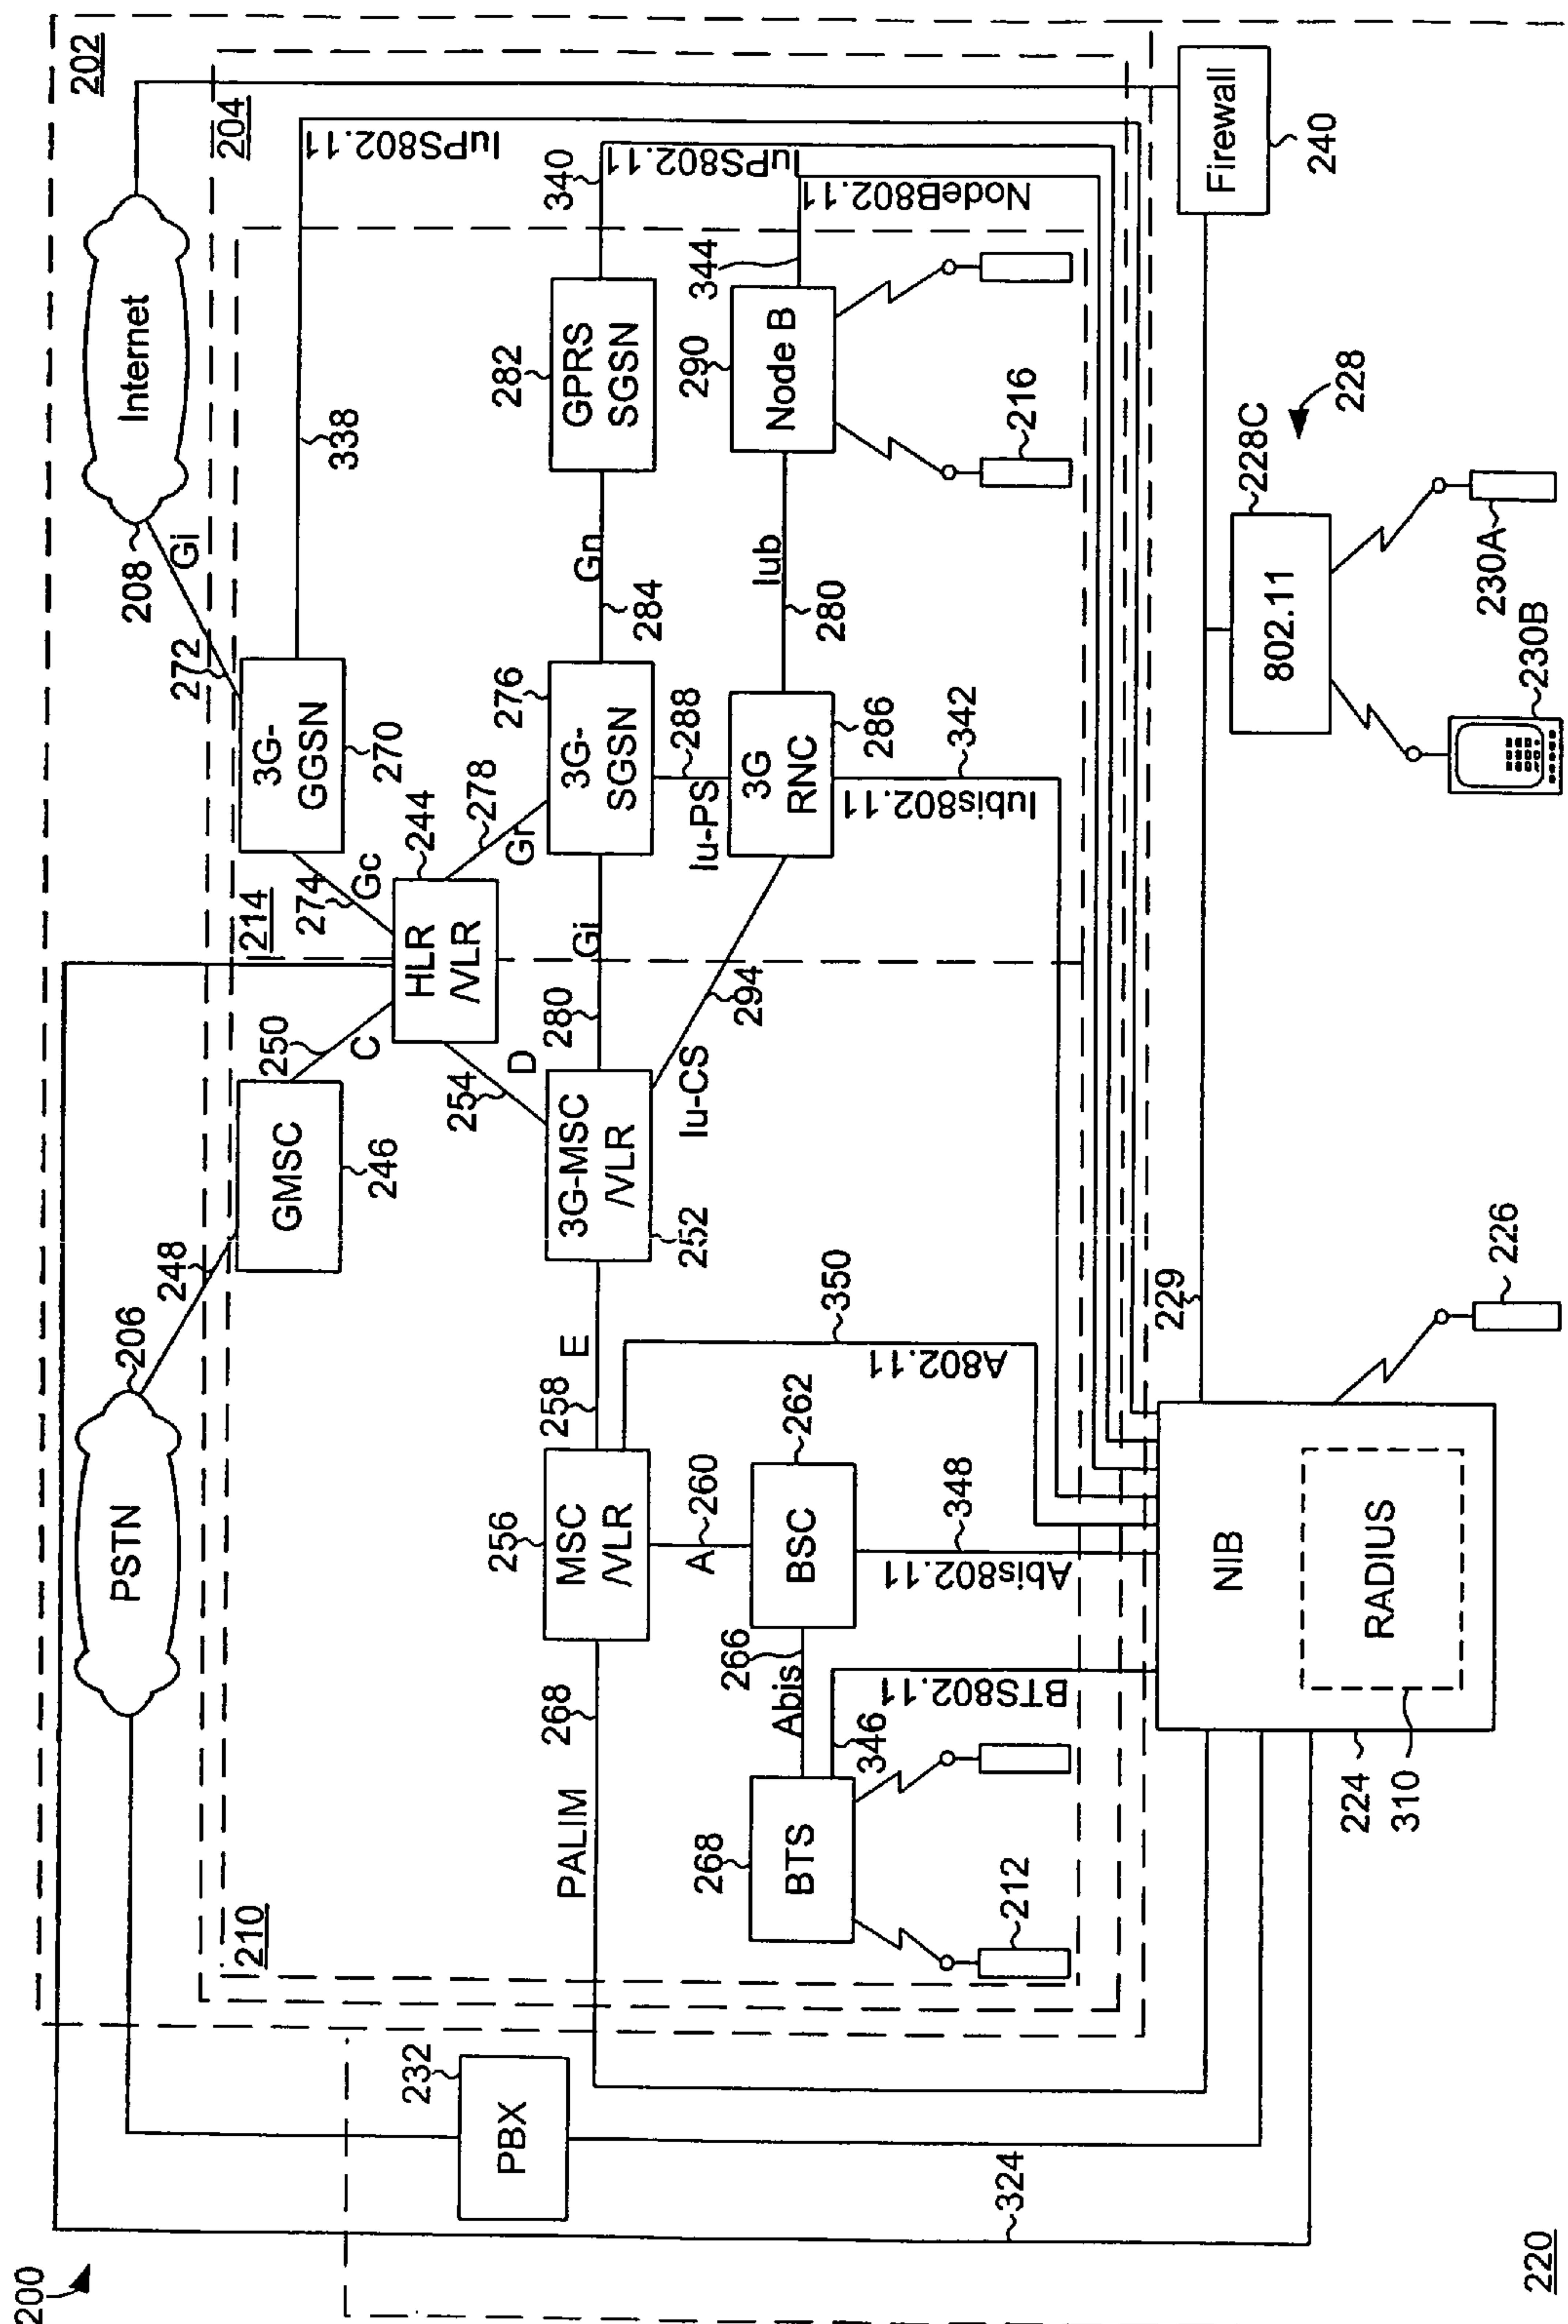 200
202
204
206
PSTN
208
Internet
Gi
272
248
210
214
GMSC
246
250
C
274
Gc
3G-
GGSN
270
338
IuPS802.11
HLR
/VLR
244
278
Gr
254
D
232
PBX
PALIM
268
256
MSC
/VLR
258
E
3G-MSC
/VLR
252
280
Gi
276
3G-
SGSN
284
Gn
282
GPRS
SGSN
340
IuPS802.11
A
260
Iu-CS
294
Iu-PS
288
268
BTS
Abis
266
BSC
262
350
A802.11
3G
RNC
286
280
Iub
290
Node B
344
NodeB802.11
346
BTS802.11
348
Abis802.11
342
Iubis802.11
212
216
324
NIB
RADIUS
224
310
229
226
Firewall
240
802.11
228C
228
230A
230B
220